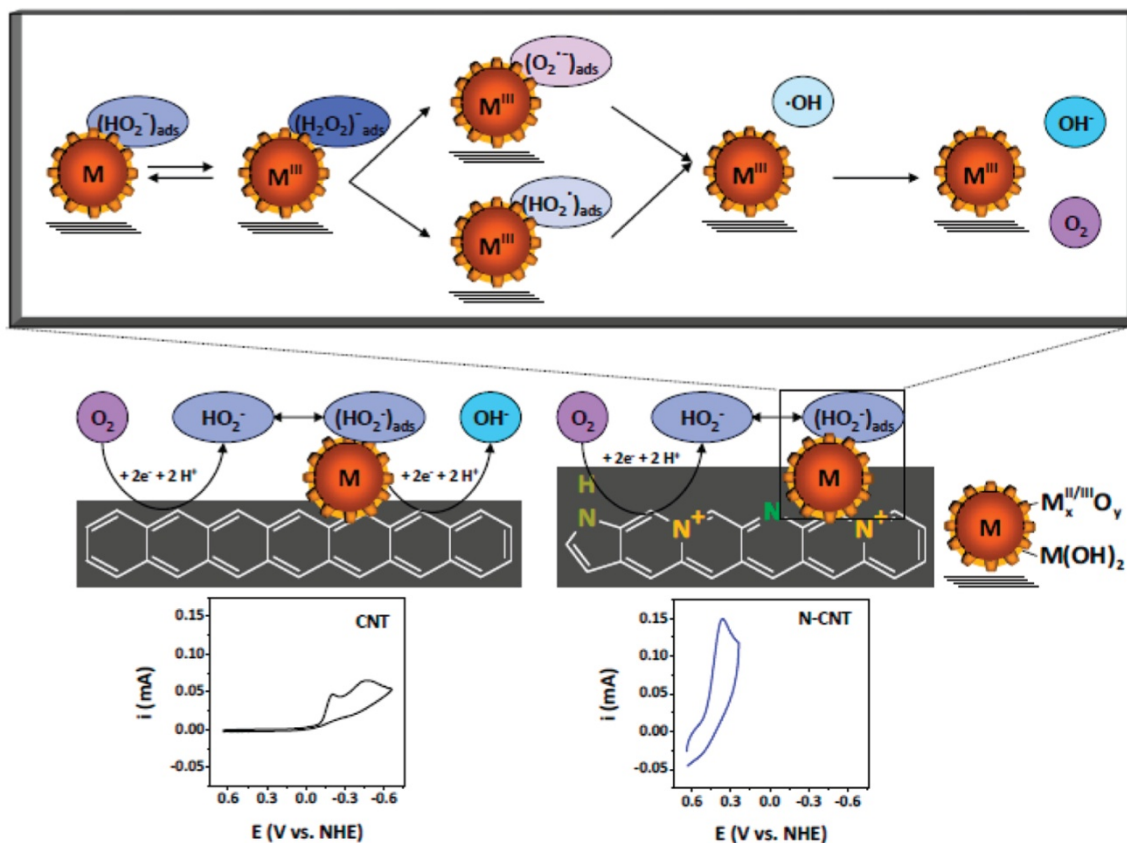 (O₂˙⁻)ads
Mᴵᴵᴵ
(HO₂⁻)ads
M
(H₂O₂)⁻ads
Mᴵᴵᴵ
(HO₂˙)ads
Mᴵᴵᴵ
·OH
Mᴵᴵᴵ
Mᴵᴵᴵ
OH⁻
O₂
O₂
HO₂⁻
(HO₂⁻)ads
OH⁻
+ 2e⁻ + 2 H⁺
M
+ 2e⁻ + 2 H⁺
O₂
HO₂⁻
(HO₂⁻)ads
+ 2e⁻ + 2 H⁺
M
H
N
N⁺
N
N⁺
M
Mₓᴵᴵ/ᴵᴵᴵOᵧ
M(OH)₂
CNT
i (mA)
0.15
0.10
0.05
0.00
-0.05
0.6 0.3 0.0 -0.3 -0.6
E (V vs. NHE)
N-CNT
i (mA)
0.15
0.10
0.05
0.00
-0.05
0.6 0.3 0.0 -0.3 -0.6
E (V vs. NHE)